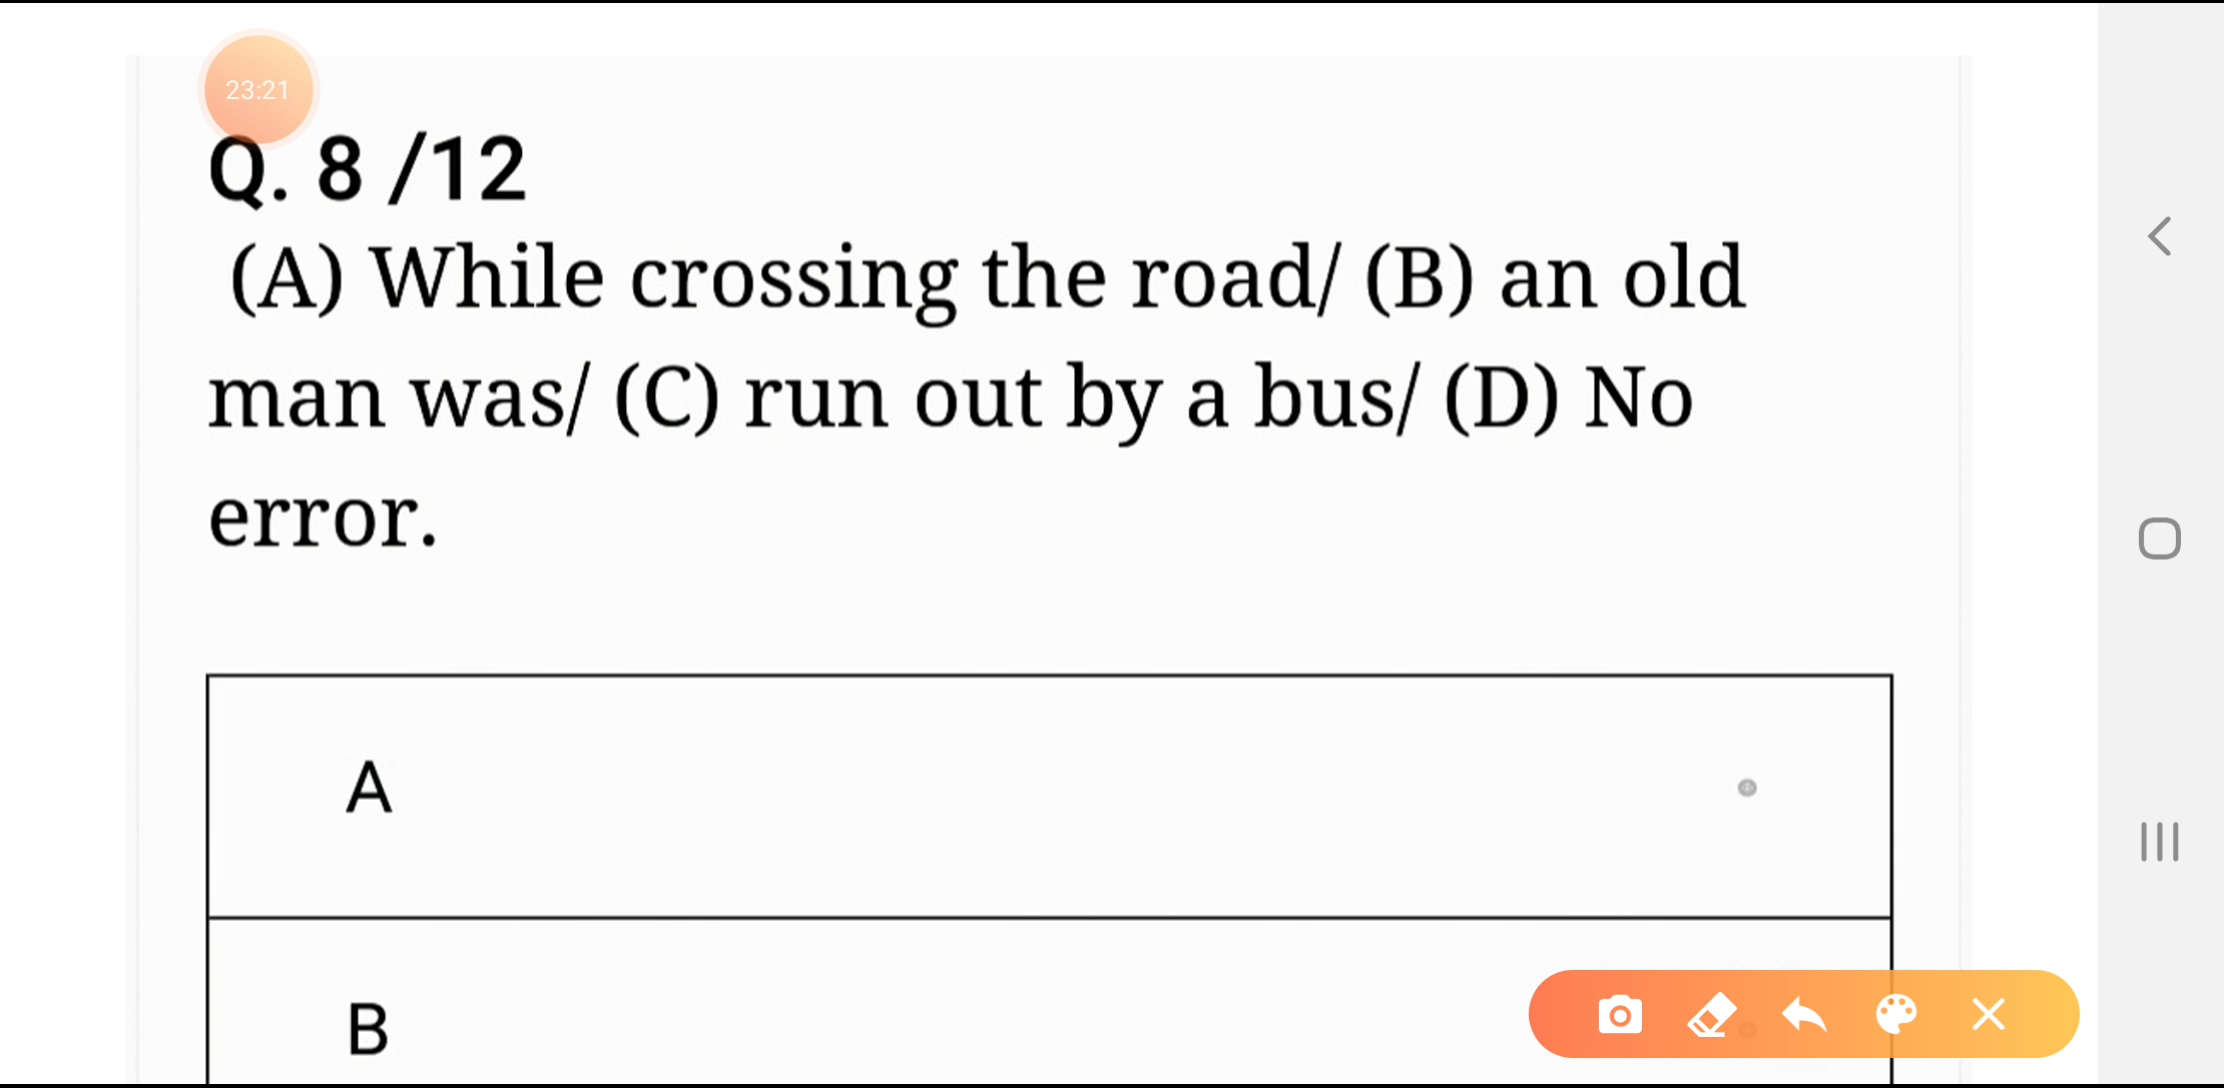 23:21
Q. 8 /12
(A) While crossing the road/ (B) an old
man was/ (C) run out by a bus/ (D) No
error.
A
B